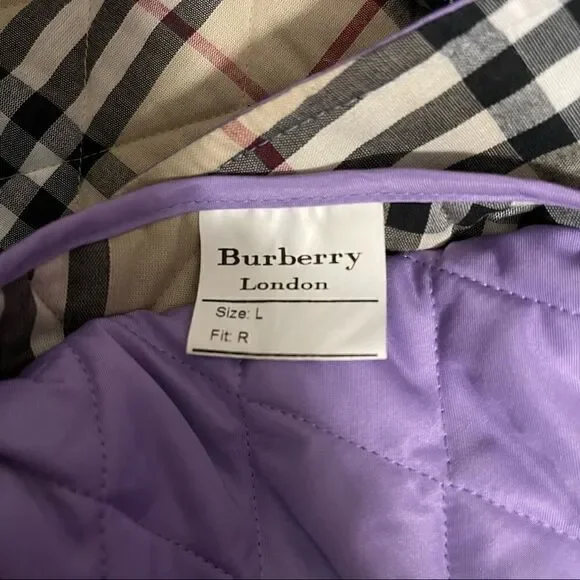 Burberry
London
Size: L
Fit: R